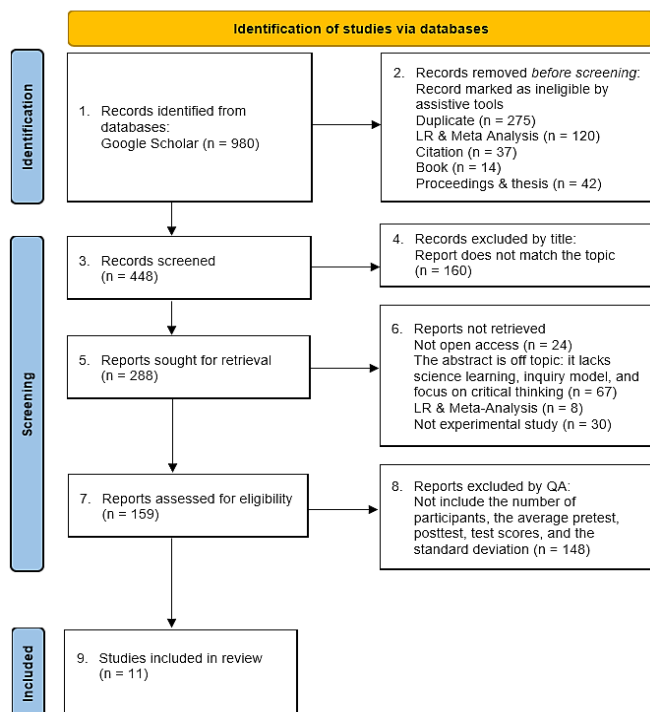 Identification of studies via databases
Identification
1. Records identified from
databases:
Google Scholar (n = 980)
2. Records removed before screening:
Record marked as ineligible by
assistive tools
Duplicate (n = 275)
LR & Meta Analysis (n = 120)
Citation (n = 37)
Book (n = 14)
Proceedings & thesis (n = 42)
Screening
3. Records screened
(n = 448)
4. Records excluded by title:
Report does not match the topic
(n = 160)
5. Reports sought for retrieval
(n = 288)
6. Reports not retrieved
Not open access (n = 24)
The abstract is off topic: it lacks
science learning, inquiry model, and
focus on critical thinking (n = 67)
LR & Meta-Analysis (n = 8)
Not experimental study (n = 30)
7. Reports assessed for eligibility
(n = 159)
8. Reports excluded by QA:
Not include the number of
participants, the average pretest,
posttest, test scores, and the
standard deviation (n = 148)
Included
9. Studies included in review
(n = 11)